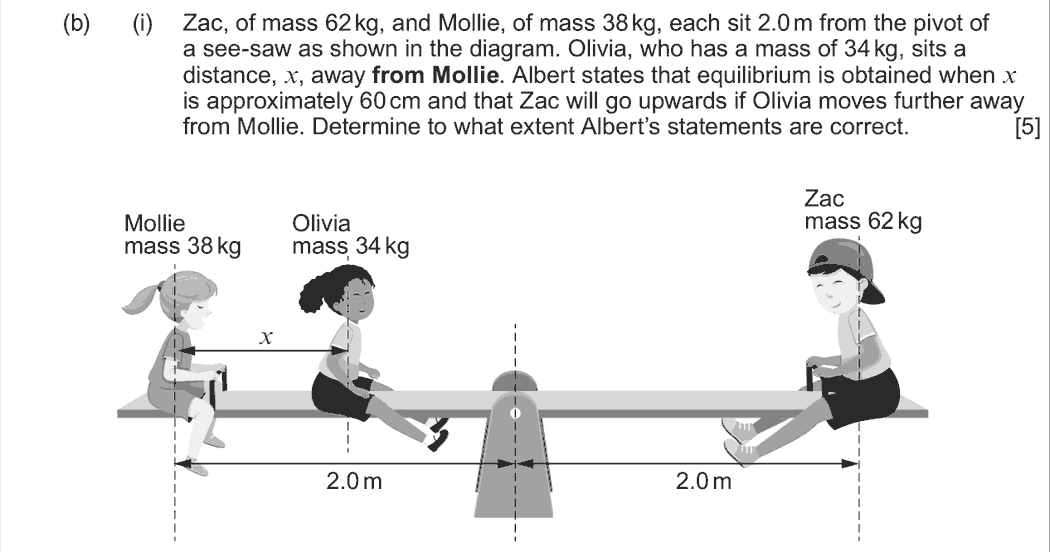 (b) (i) Zac, of mass 62 kg, and Mollie, of mass 38 kg, each sit 2.0 m from the pivot of
a see-saw as shown in the diagram. Olivia, who has a mass of 34 kg, sits a
distance, x, away from Mollie. Albert states that equilibrium is obtained when x
is approximately 60 cm and that Zac will go upwards if Olivia moves further away
from Mollie. Determine to what extent Albert's statements are correct. [5]
Zac
mass 62 kg
Mollie
mass 38 kg
Olivia
mass 34 kg
x
2.0 m
2.0 m